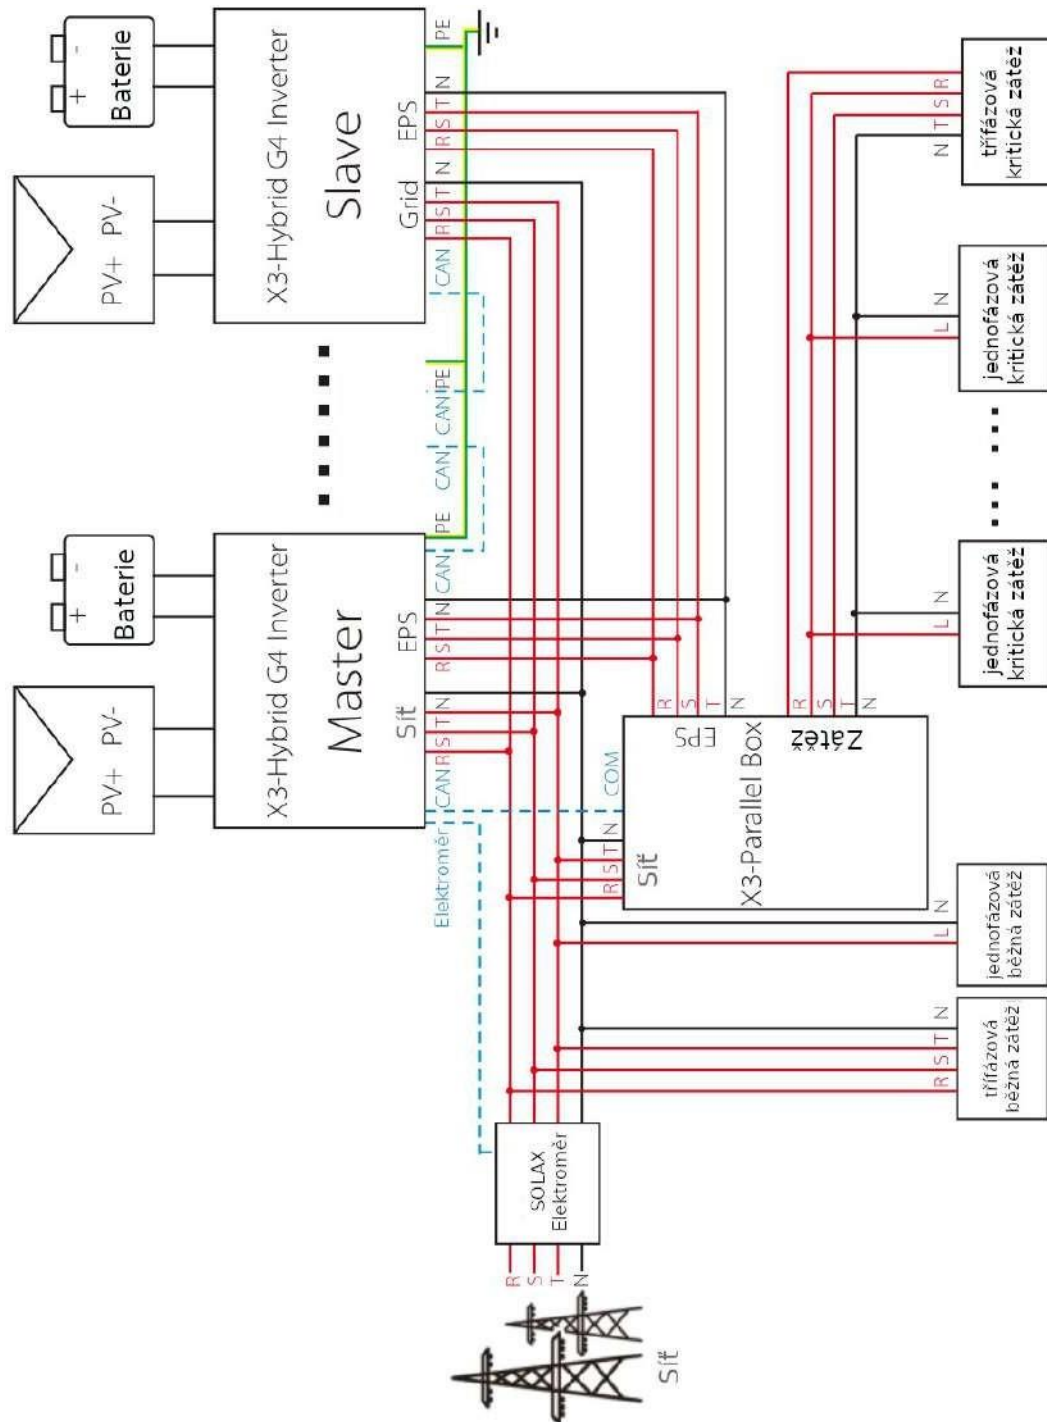 PV+ PV-
+ -
Baterie
X3-Hybrid G4 Inverter
Master
Síť
EPS
Elektroměr CAN R S T N R S T N CAN PE
PV+ PV-
+ -
Baterie
X3-Hybrid G4 Inverter
Slave
Grid
EPS
CAN CAN PE CAN R S T N R S T N PE
R
S
T
N
Síť
SOLAX
Elektroměr
COM
R S T N
Síť
X3-Parallel Box
EPS
R
S
T
N
Zátěž
R
S
T
N
R S T N
třífázová
běžná zátěž
L N
jednofázová
běžná zátěž
L N
jednofázová
kritická zátěž
L N
jednofázová
kritická zátěž
N T S R
třífázová
kritická zátěž